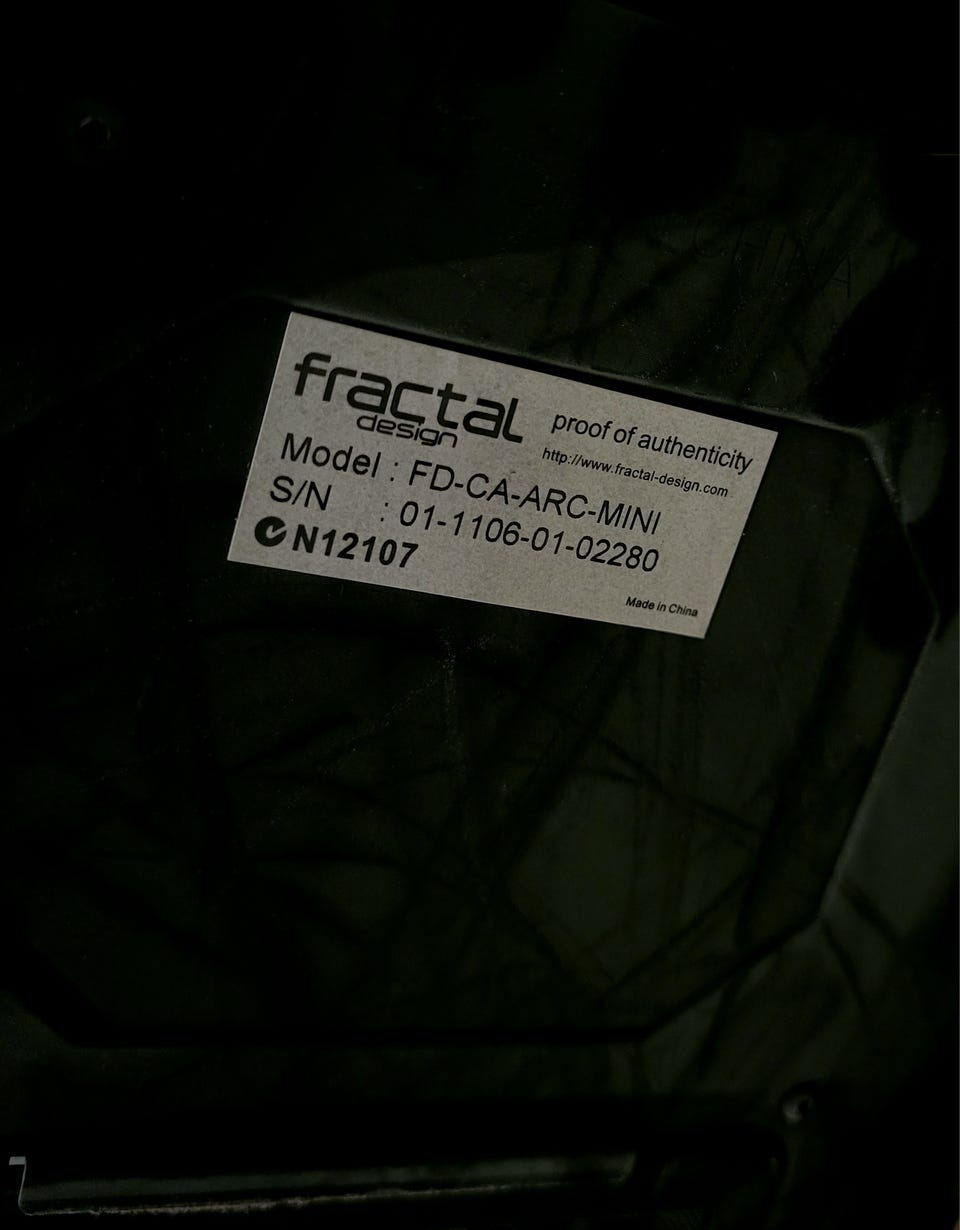 CHINA
fractal
design
proof of authenticity
http://www.fractal-design.com
Model : FD-CA-ARC-MINI
S/N : 01-1106-01-02280
N12107
Made in China